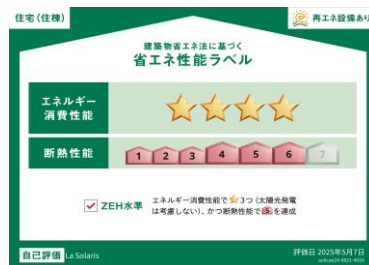 住宅(住棟)
再エネ設備あり
建築物省エネ法に基づく
省エネ性能ラベル
エネルギー
消費性能
断熱性能
1 2 3 4 5 6 7
ZEH水準
エネルギー消費性能で⭐3つ(太陽光発電
は考慮しない)、かつ断熱性能で5を達成
自己評価 La Solaris
評価日 2025年5月7日